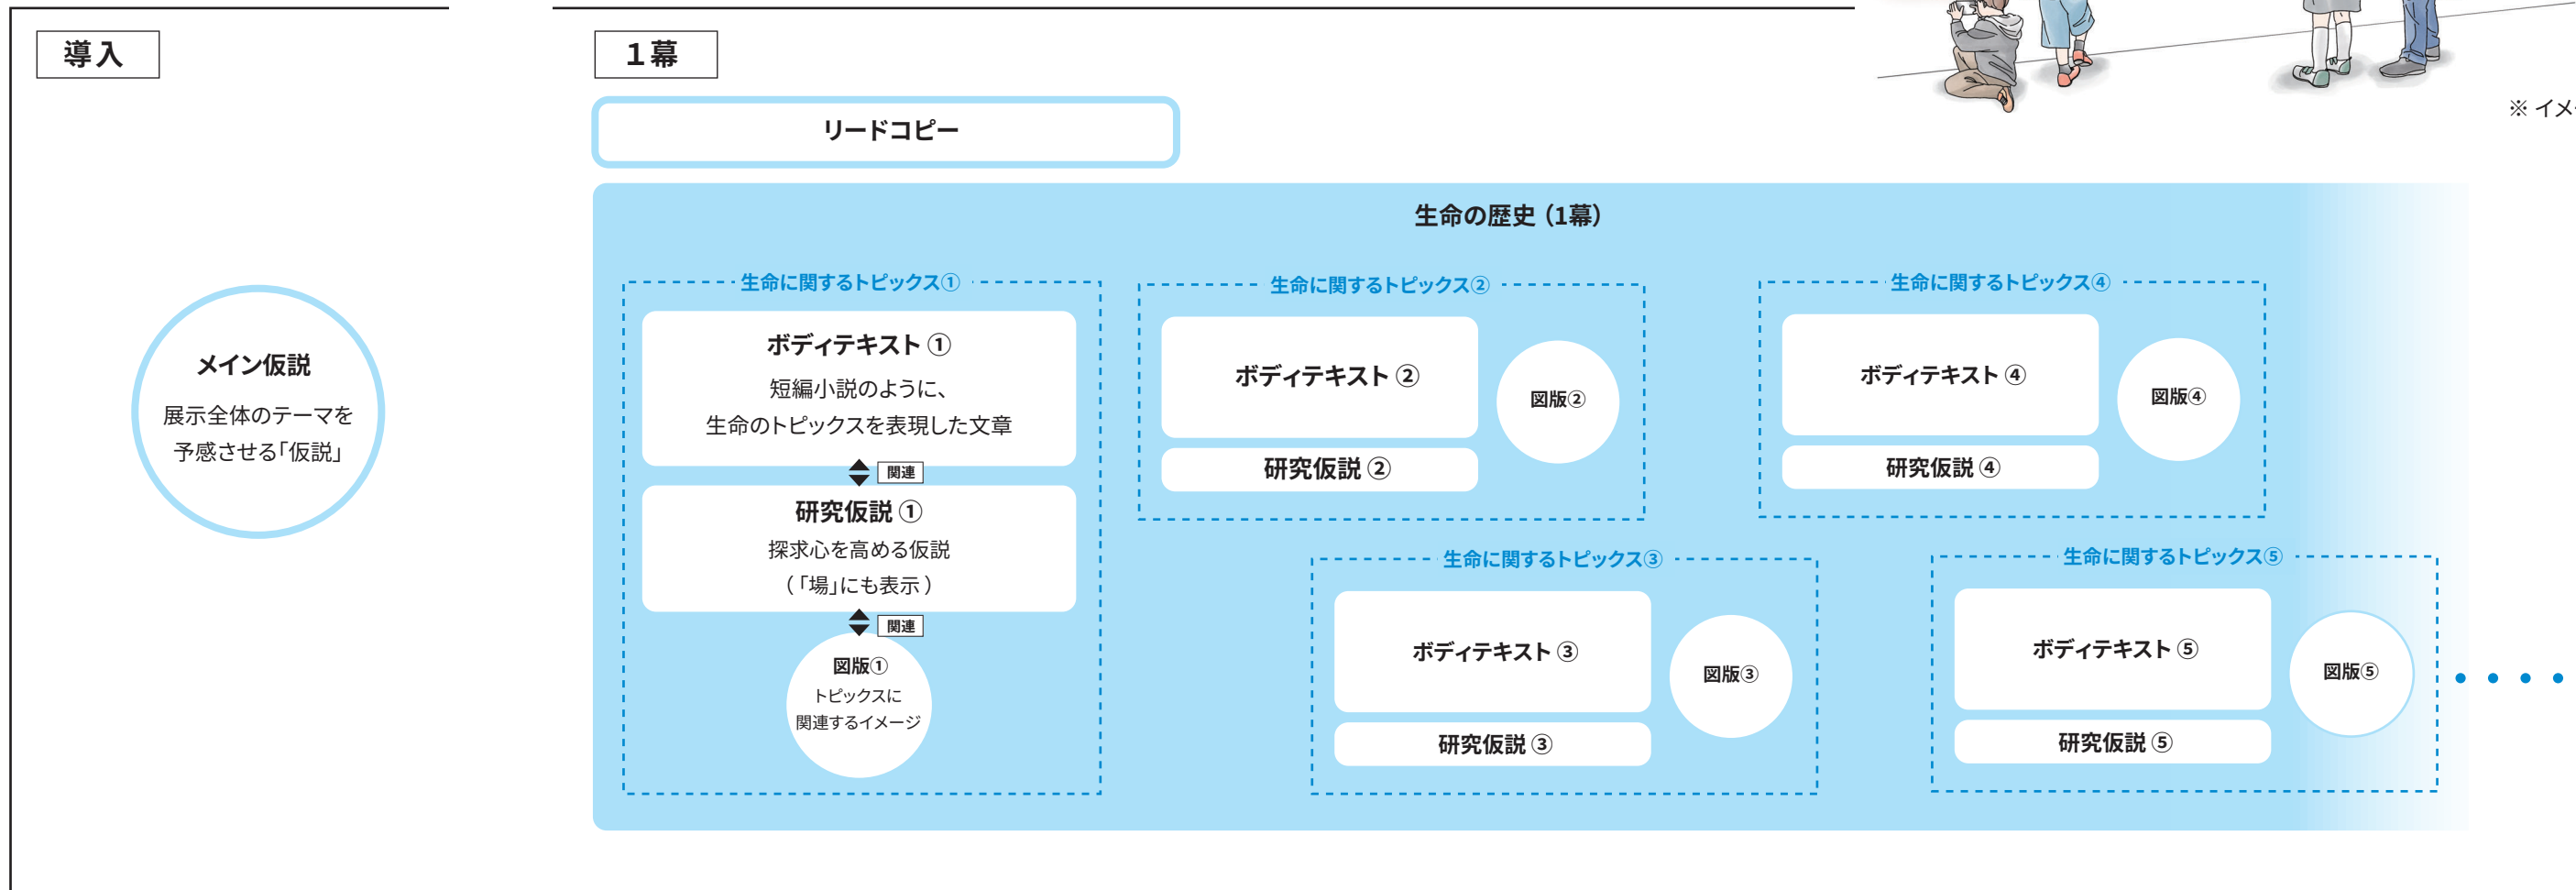 導入
メイン仮説
展示全体のテーマを
予感させる「仮説」
1幕
リードコピー
生命の歴史（1幕）
生命に関するトピックス①
ボディテキスト ①
短編小説のように、
生命のトピックスを表現した文章
関連
研究仮説 ①
探求心を高める仮説
（「場」にも表示 ）
関連
図版①
トピックスに
関連するイメージ
生命に関するトピックス②
ボディテキスト ②
研究仮説 ②
図版②
生命に関するトピックス③
ボディテキスト ③
研究仮説 ③
図版③
生命に関するトピックス④
ボディテキスト ④
研究仮説 ④
図版④
生命に関するトピックス⑤
ボディテキスト ⑤
研究仮説 ⑤
図版⑤
※ イメ